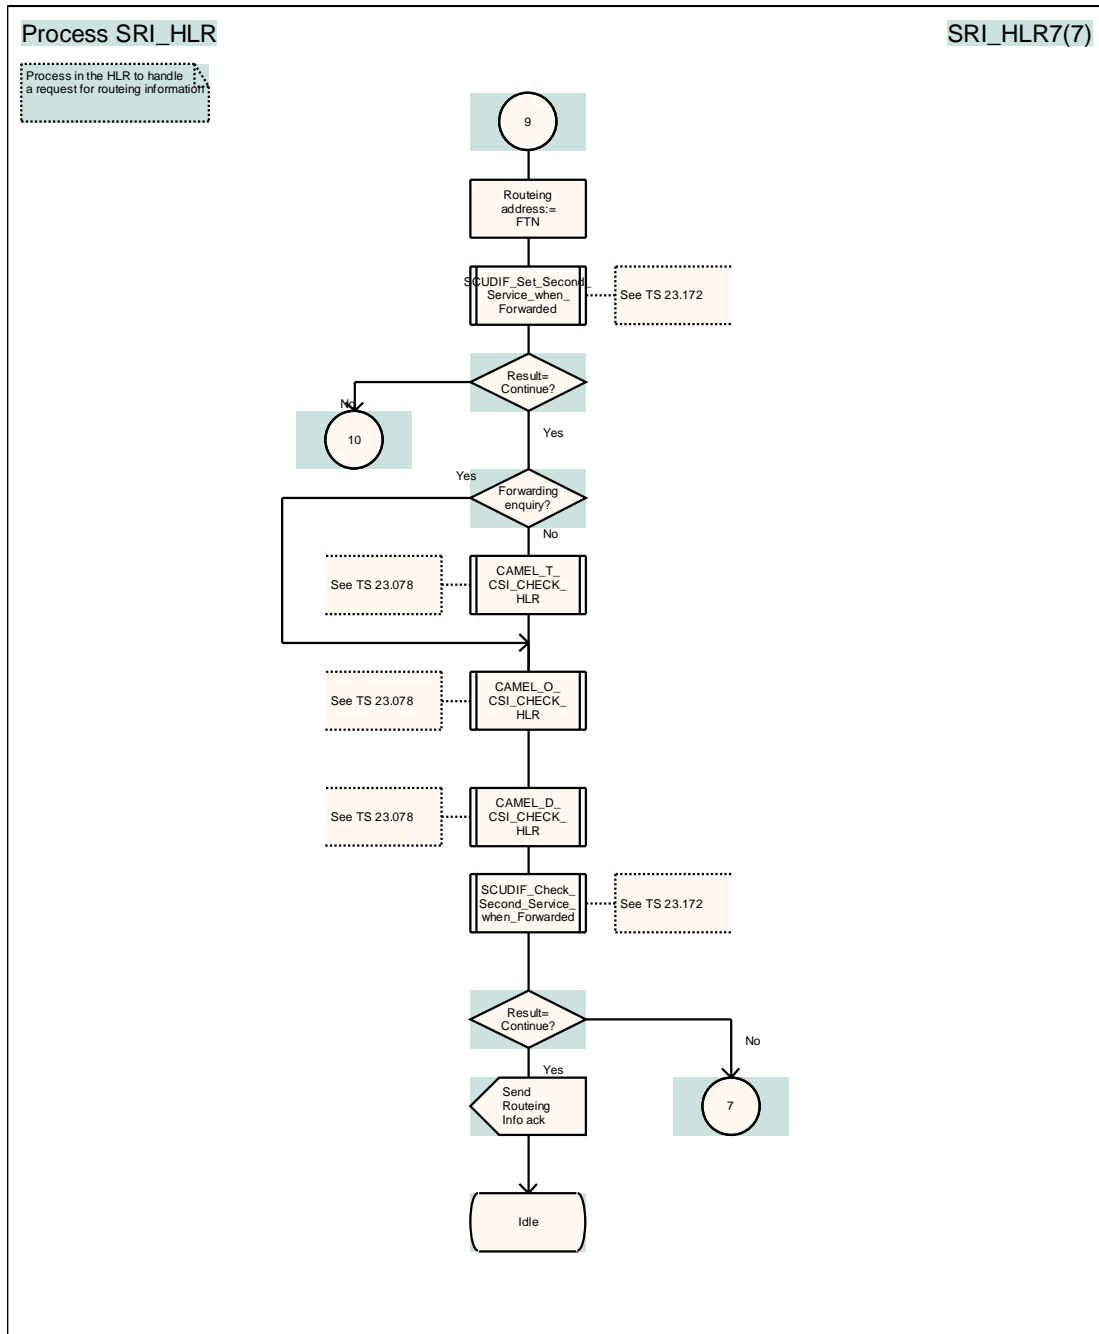 Process SRI_HLR
SRI_HLR7(7)
Process in the HLR to handle
a request for routeing information
9
Routeing
address:=
FTN
SCUDIF_Set_Second_
Service_when_
Forwarded
See TS 23.172
Result=
Continue?
No
10
Yes
Yes
Forwarding
enquiry?
No
See TS 23.078
CAMEL_T_
CSI_CHECK_
HLR
See TS 23.078
CAMEL_O_
CSI_CHECK_
HLR
See TS 23.078
CAMEL_D_
CSI_CHECK_
HLR
SCUDIF_Check_
Second_Service_
when_Forwarded
See TS 23.172
Result=
Continue?
No
Yes
Send
Routeing
Info ack
7
Idle